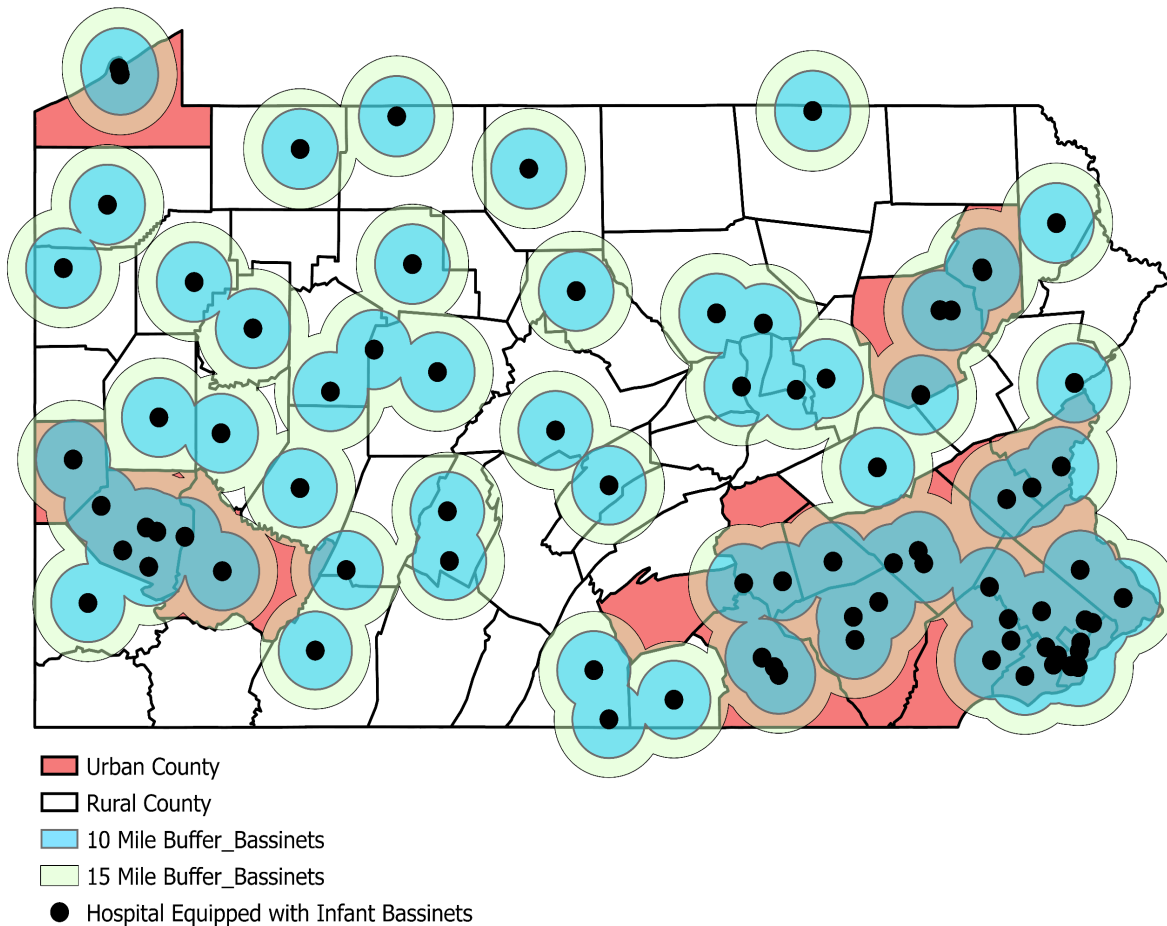 Urban County
Rural County
10 Mile Buffer_Bassinets
15 Mile Buffer_Bassinets
Hospital Equipped with Infant Bassinets